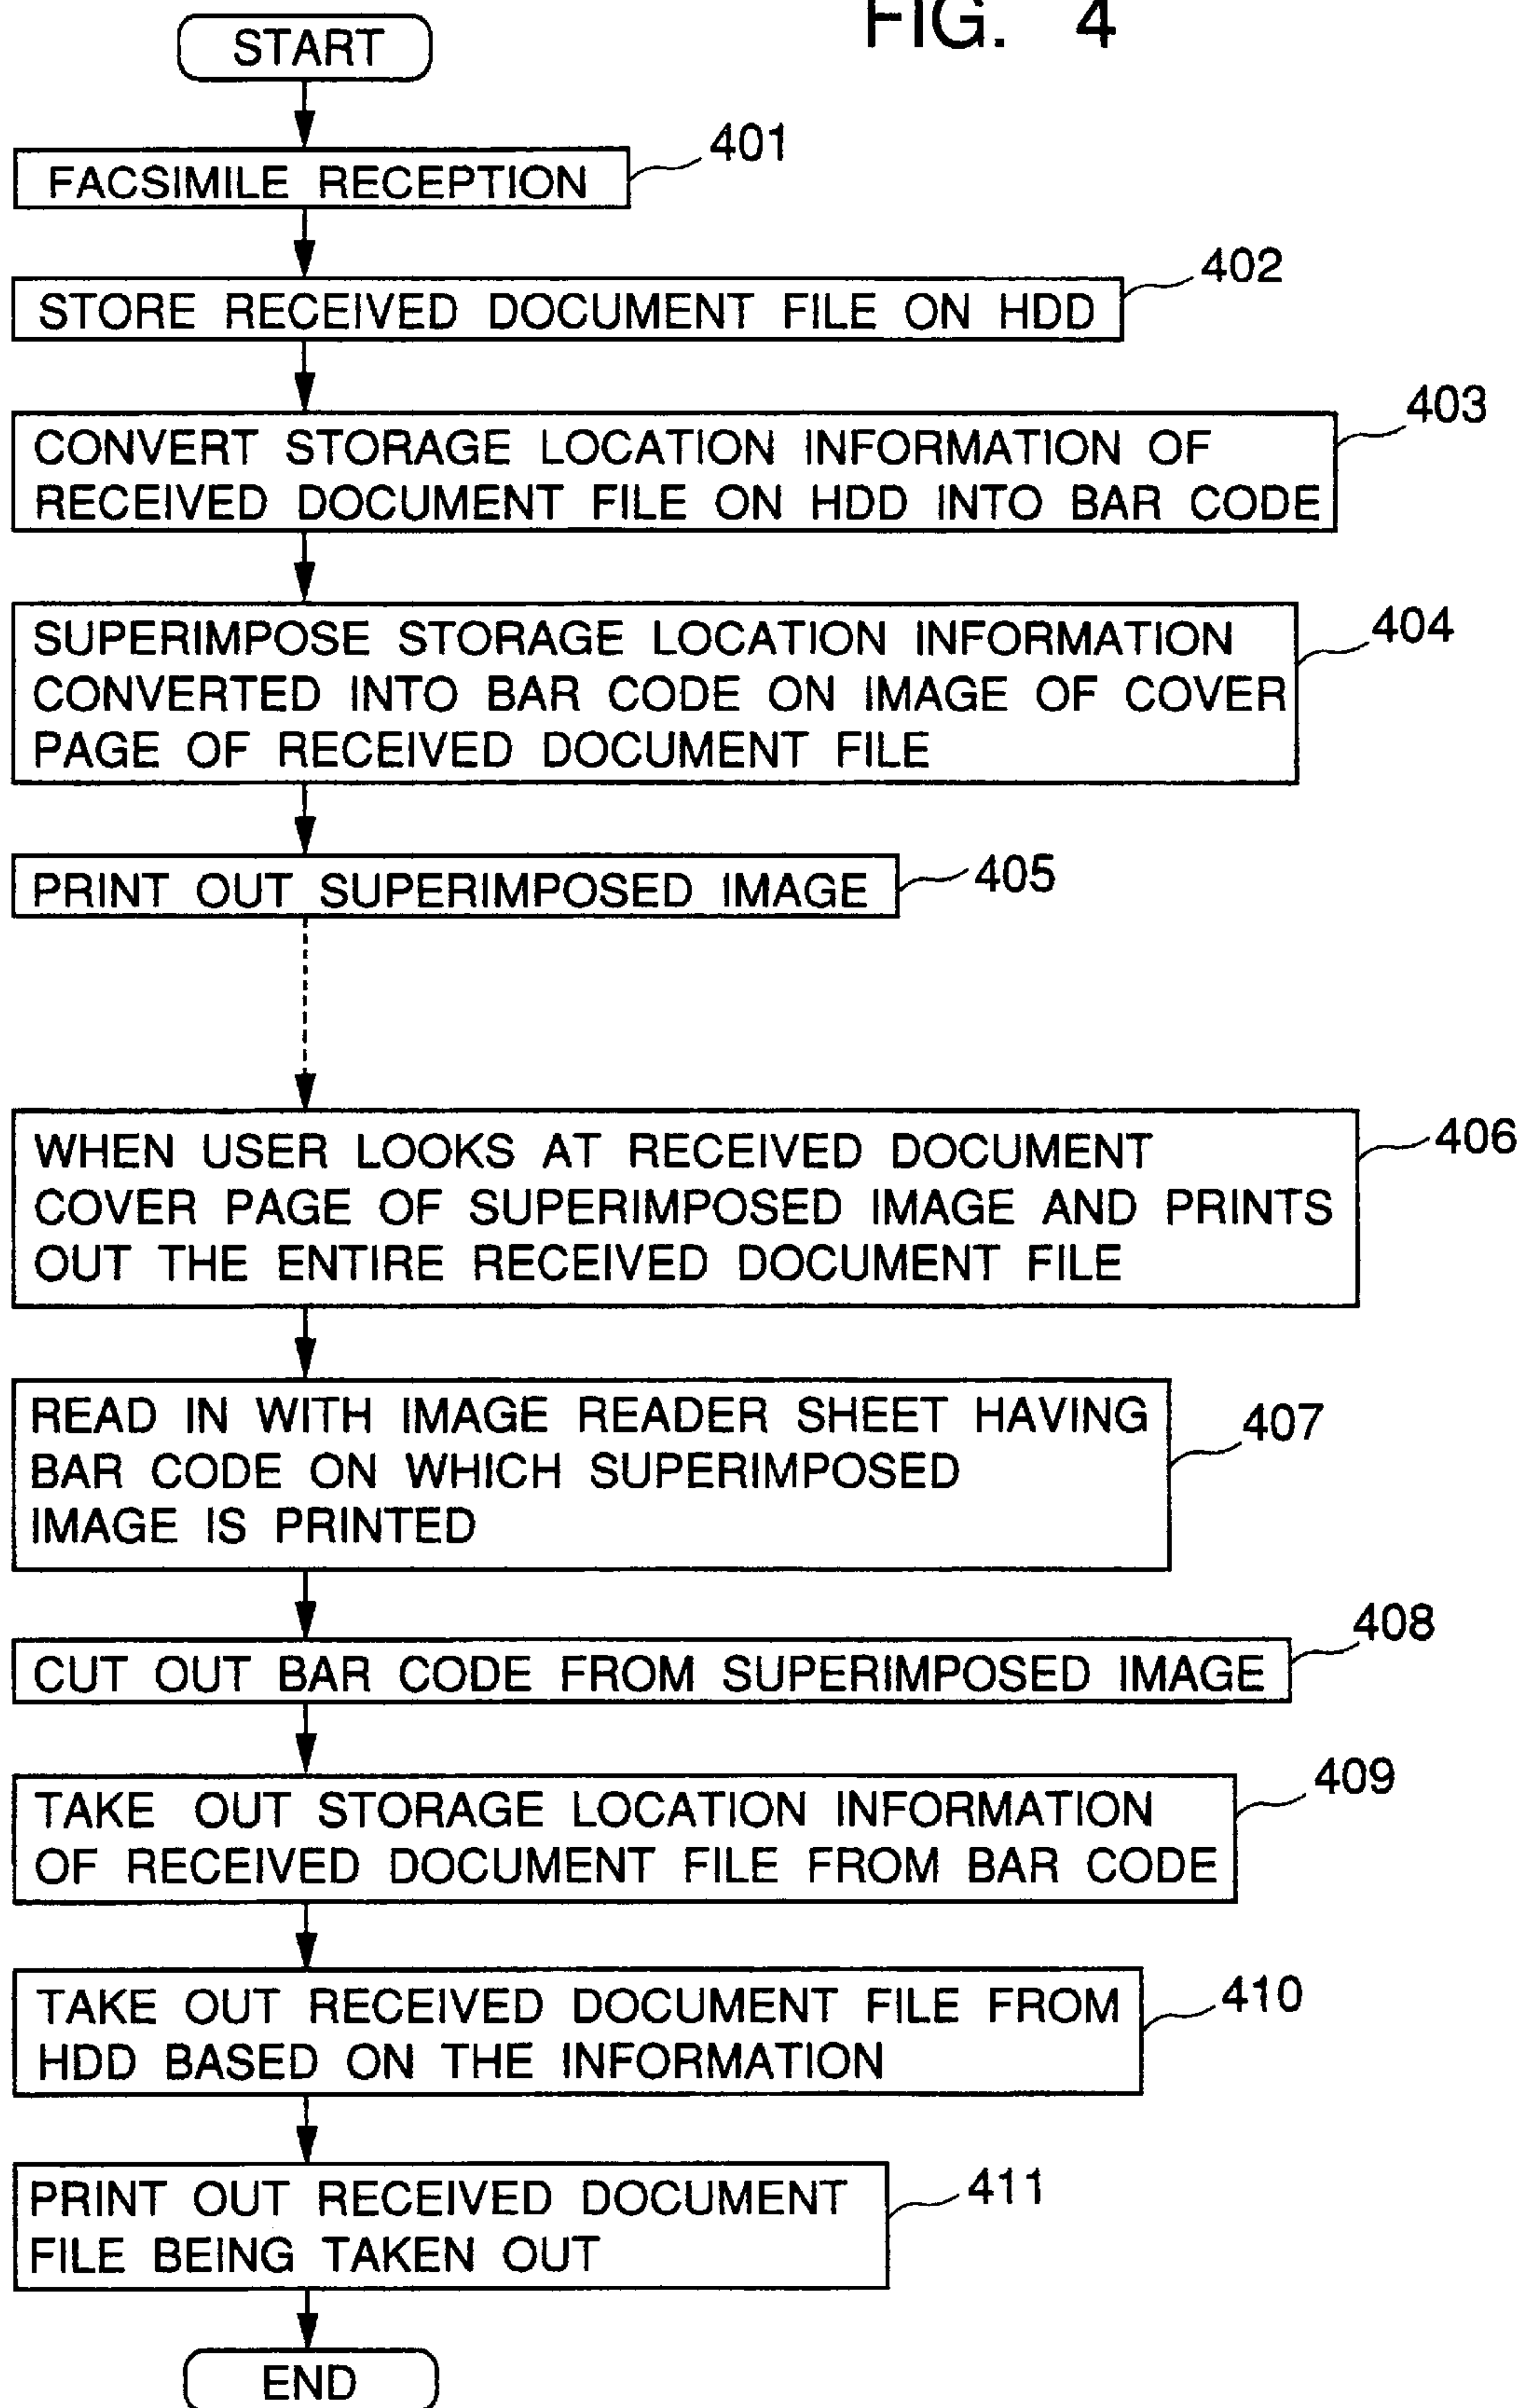 FIG. 4
START
401
FACSIMILE RECEPTION
402
STORE RECEIVED DOCUMENT FILE ON HDD
403
CONVERT STORAGE LOCATION INFORMATION OF
RECEIVED DOCUMENT FILE ON HDD INTO BAR CODE
404
SUPERIMPOSE STORAGE LOCATION INFORMATION
CONVERTED INTO BAR CODE ON IMAGE OF COVER
PAGE OF RECEIVED DOCUMENT FILE
405
PRINT OUT SUPERIMPOSED IMAGE
406
WHEN USER LOOKS AT RECEIVED DOCUMENT
COVER PAGE OF SUPERIMPOSED IMAGE AND PRINTS
OUT THE ENTIRE RECEIVED DOCUMENT FILE
407
READ IN WITH IMAGE READER SHEET HAVING
BAR CODE ON WHICH SUPERIMPOSED
IMAGE IS PRINTED
408
CUT OUT BAR CODE FROM SUPERIMPOSED IMAGE
409
TAKE OUT STORAGE LOCATION INFORMATION
OF RECEIVED DOCUMENT FILE FROM BAR CODE
410
TAKE OUT RECEIVED DOCUMENT FILE FROM
HDD BASED ON THE INFORMATION
411
PRINT OUT RECEIVED DOCUMENT
FILE BEING TAKEN OUT
END